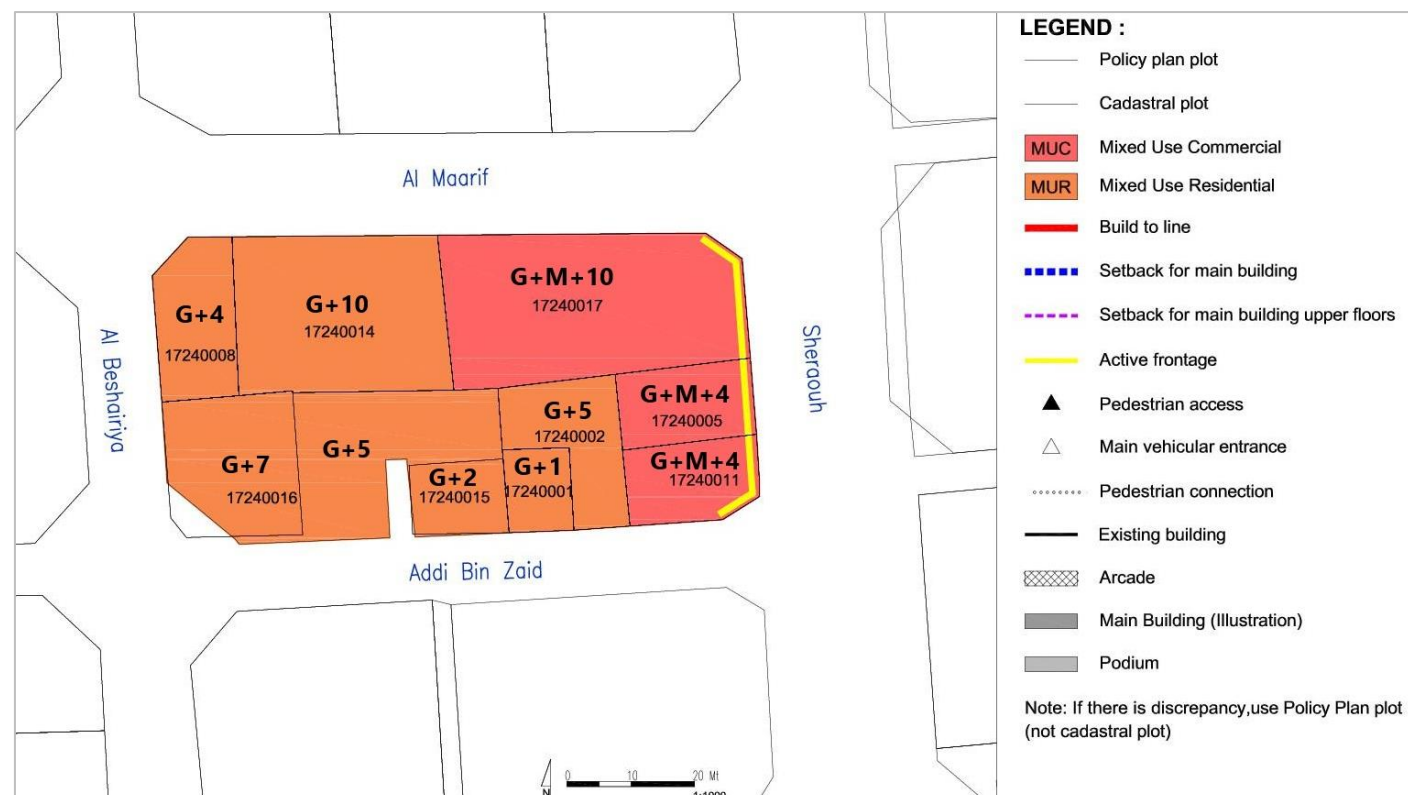 Al Maarif
G+M+10
17240017
G+10
17240014
G+4
17240008
Al Beshairiya
Sheraouh
G+M+4
17240005
G+5
17240002
G+5
G+M+4
17240011
G+7
17240016
G+2
17240015
G+1
17240001
Addi Bin Zaid
N
0 10 20 Mt
1:1000
LEGEND :
Policy plan plot
Cadastral plot
MUC Mixed Use Commercial
MUR Mixed Use Residential
Build to line
Setback for main building
Setback for main building upper floors
Active frontage
Pedestrian access
Main vehicular entrance
Pedestrian connection
Existing building
Arcade
Main Building (Illustration)
Podium
Note: If there is discrepancy,use Policy Plan plot
(not cadastral plot)